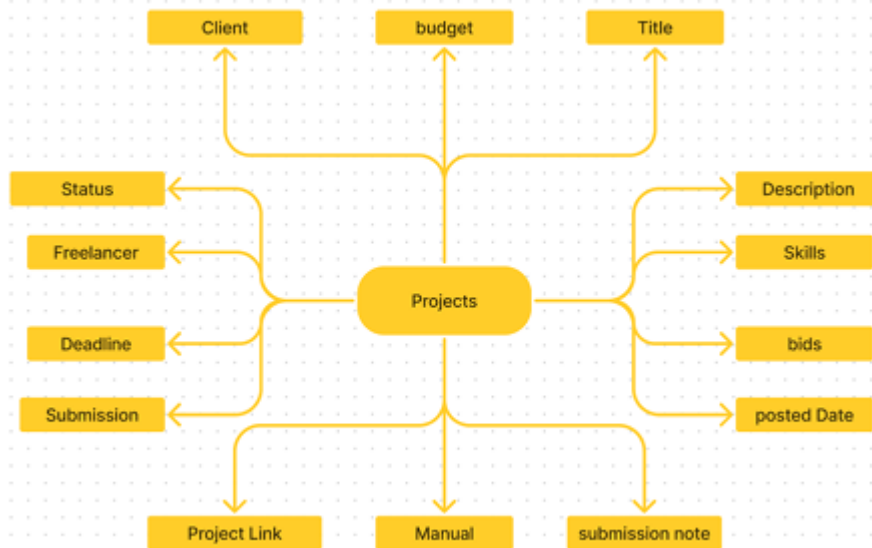 Client
budget
Title
Status
Description
Freelancer
Skills
Projects
Deadline
bids
Submission
posted Date
Project Link
Manual
submission note